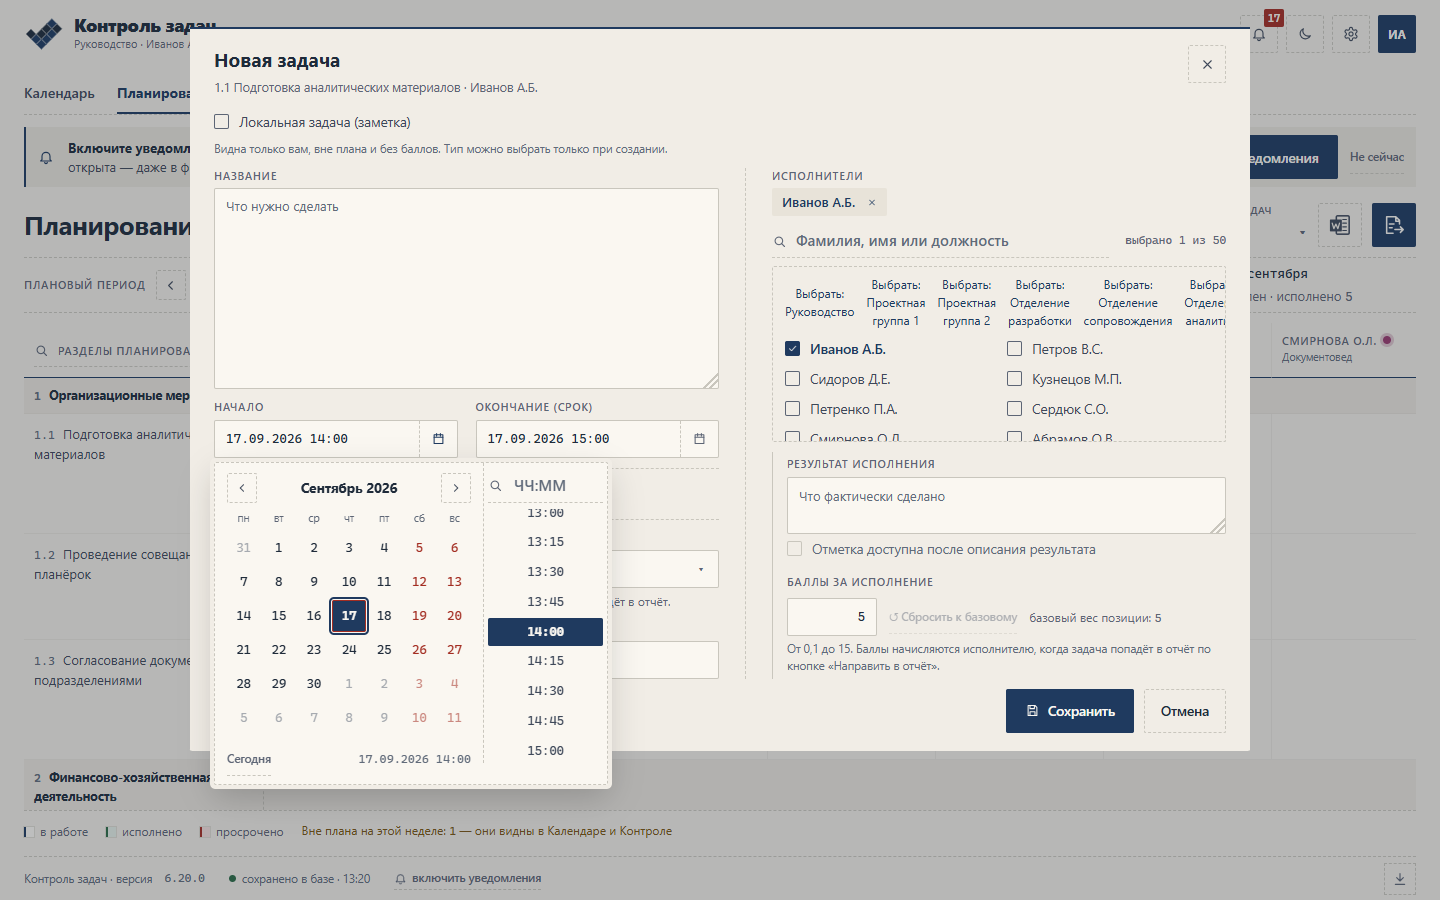 Контроль задач
Руководство · Иванов А
17
ИА
Календарь
Включите уведомл
открыта — даже в ф
едомления
Не сейчас
ДАЧ
ПЛАНОВЫЙ ПЕРИОД
сентября
исполнено 5
РАЗДЕЛЫ ПЛАНИРОВА
СМИРНОВА О.Л.
Документовед
1 Организационные мер
1.1 Подготовка аналитич
материалов
1.2 Проведение совещан
планёрок
1.3 Согласование докуме
подразделениями
2 Финансово-хозяйственная
деятельность
Новая задача
1.1 Подготовка аналитических материалов · Иванов А.Б.
Локальная задача (заметка)
Видна только вам, вне плана и без баллов. Тип можно выбрать только при создании.
НАЗВАНИЕ
Что нужно сделать
НАЧАЛО
ОКОНЧАНИЕ (СРОК)
17.09.2026 14:00
17.09.2026 15:00
Сентябрь 2026
пн вт ср чт пт сб вс
31 1 2 3 4 5 6
7 8 9 10 11 12 13
14 15 16 17 18 19 20
21 22 23 24 25 26 27
28 29 30 1 2 3 4
5 6 7 8 9 10 11
Сегодня
17.09.2026 14:00
ЧЧ:ММ
13:00
13:15
13:30
13:45
14:00
14:15
14:30
14:45
15:00
в отчёт.
ИСПОЛНИТЕЛИ
Иванов А.Б. ×
Фамилия, имя или должность
выбрано 1 из 50
Выбрать:
Руководство
Выбрать:
Проектная
группа 1
Выбрать:
Проектная
группа 2
Выбрать:
Отделение
разработки
Выбрать:
Отделение
сопровождения
Выбра
Отделе
аналит
Иванов А.Б.
Петров В.С.
Сидоров Д.Е.
Кузнецов М.П.
Петренко П.А.
Сердюк С.О.
Смирнова О.Л.
Абрамов О.В.
РЕЗУЛЬТАТ ИСПОЛНЕНИЯ
Что фактически сделано
Отметка доступна после описания результата
БАЛЛЫ ЗА ИСПОЛНЕНИЕ
5
↺ Сбросить к базовому
базовый вес позиции: 5
От 0,1 до 15. Баллы начисляются исполнителю, когда задача попадёт в отчёт по
кнопке «Направить в отчёт».
Сохранить
Отмена
в работе
исполнено
просрочено
Вне плана на этой неделе: 1 — они видны в Календаре и Контроле
Контроль задач · версия 6.20.0
сохранено в базе · 13:20
включить уведомления